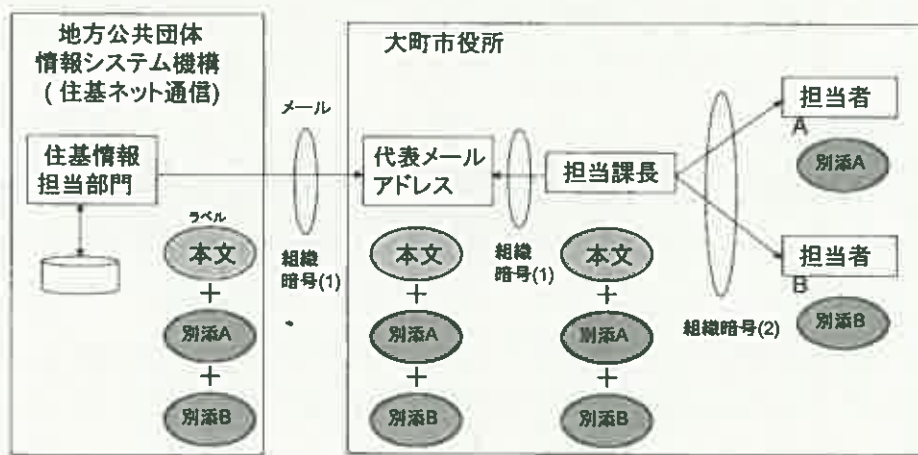 地方公共団体
情報システム機構
(住基ネット通信)
住基情報
担当部門
ラベル
本文
+
別添A
+
別添B
メール
組織
暗号(1)
大町市役所
代表メール
アドレス
本文
+
別添A
+
別添B
組織
暗号(1)
担当課長
本文
+
別添A
+
別添B
組織暗号(2)
担当者
A
別添A
担当者
B
別添B